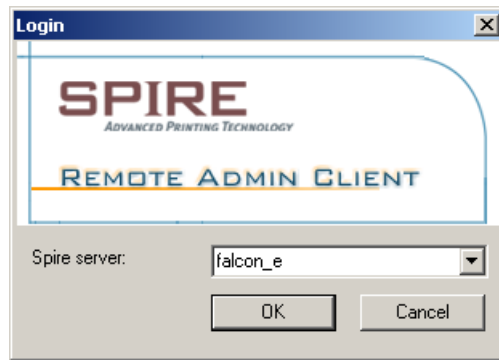 Login
SPIRE
ADVANCED PRINTING TECHNOLOGY
REMOTE ADMIN CLIENT
Spire server:
falcon_e
OK
Cancel